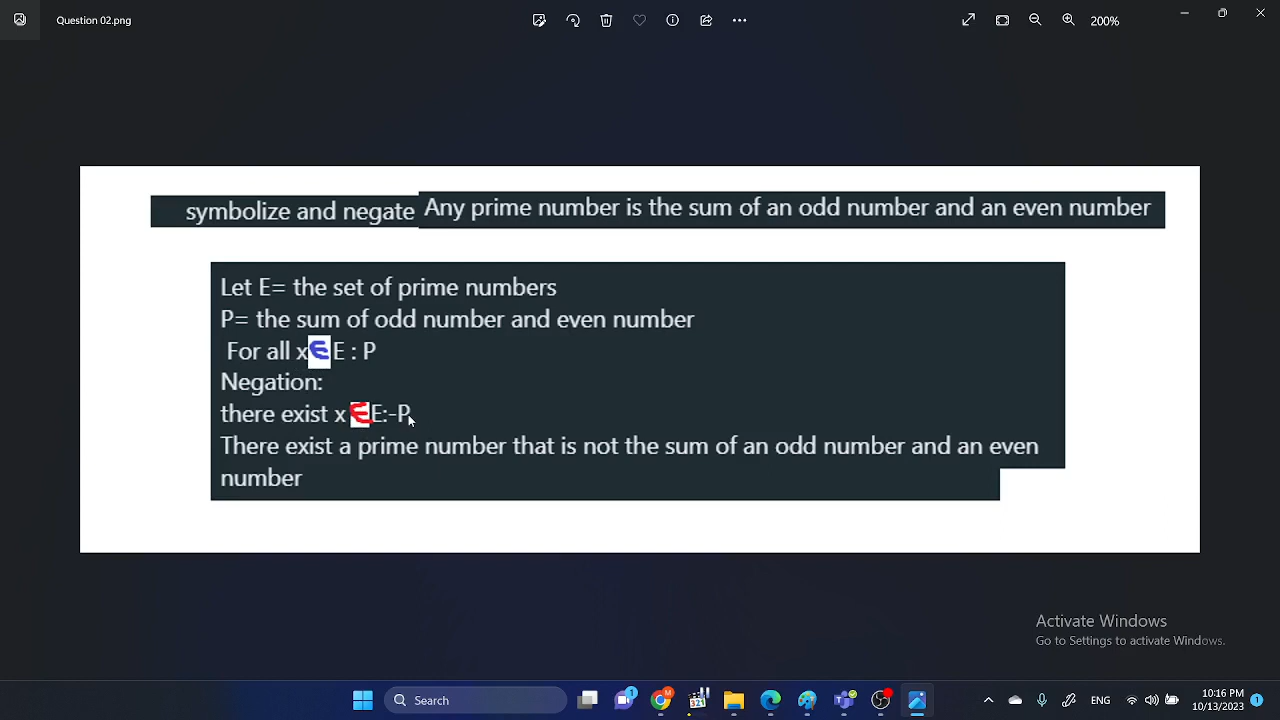 Question 02.png
200%
symbolize and negate Any prime number is the sum of an odd number and an even number
Let E= the set of prime numbers
P= the sum of odd number and even number
For all x∈E : P
Negation:
there exist x ∈E:-P
There exist a prime number that is not the sum of an odd number and an even
number
Activate Windows
Go to Settings to activate Windows.
Search
ENG
10:16 PM
10/13/2023